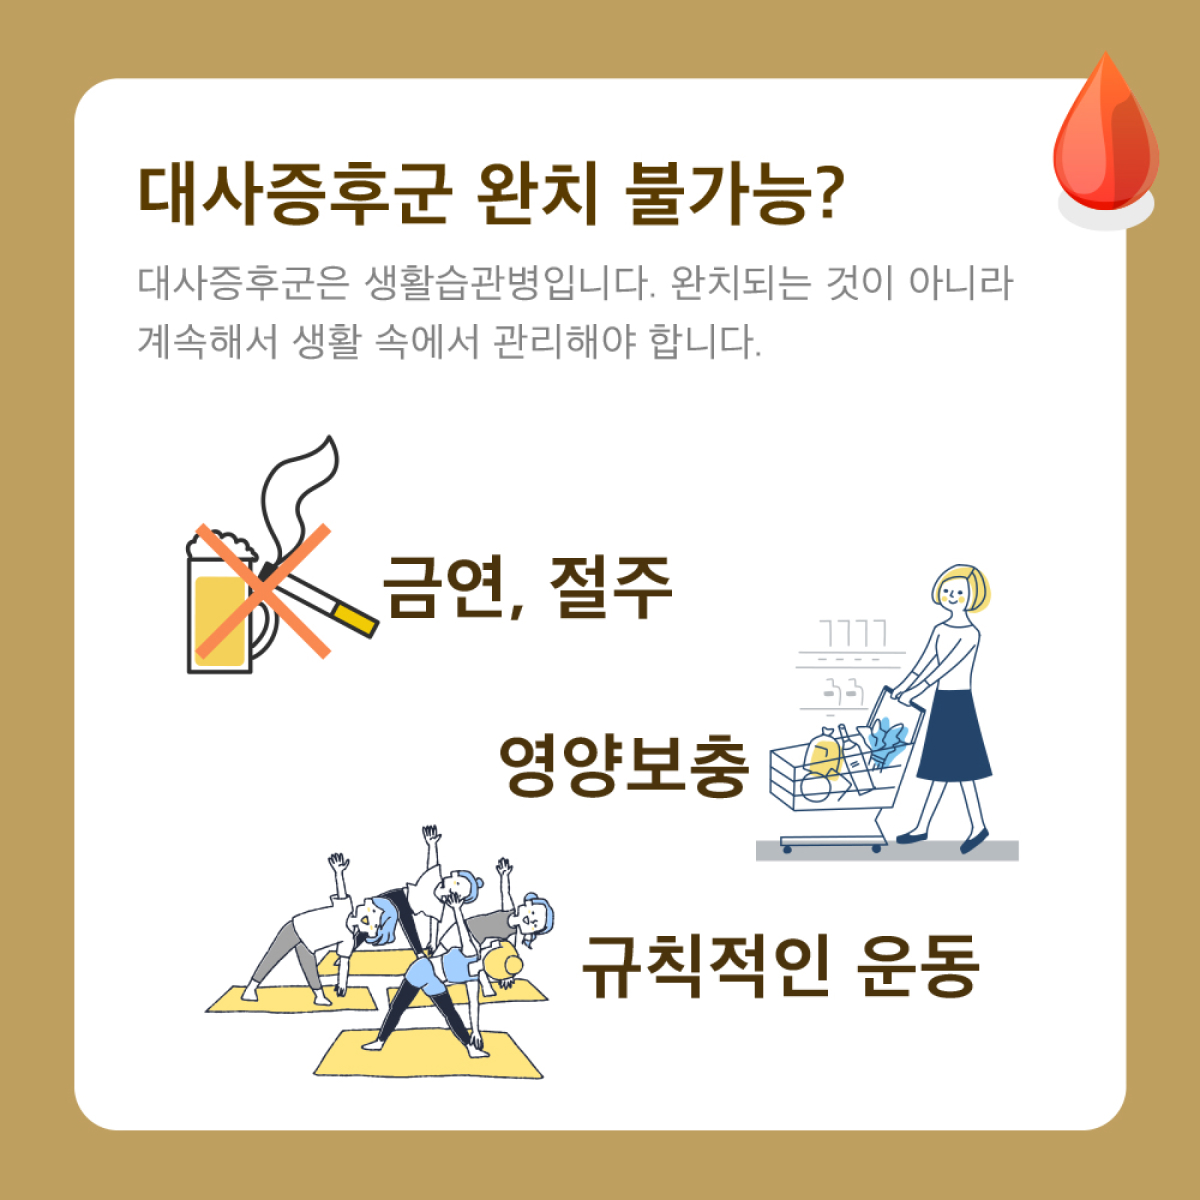 대사증후군 완치 불가능?
대사증후군은 생활습관병입니다. 완치되는 것이 아니라
계속해서 생활 속에서 관리해야 합니다.
금연, 절주
영양보충
규칙적인 운동